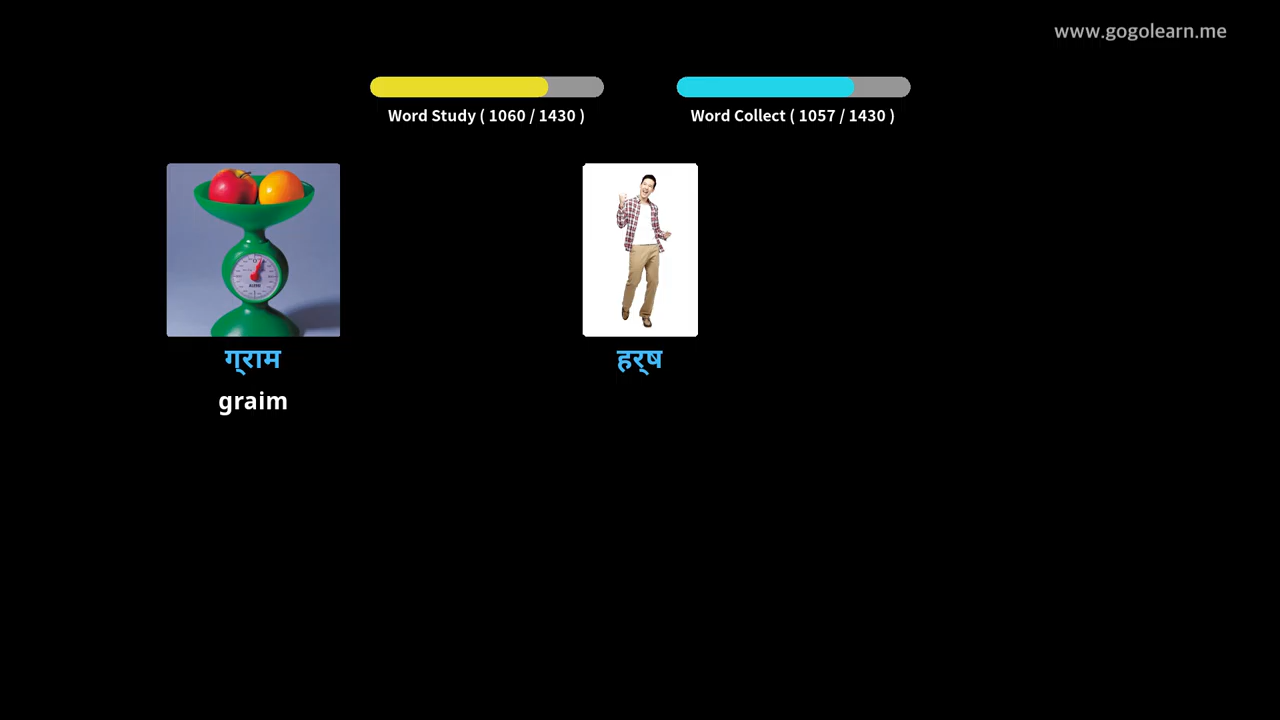 www.gogolearn.me
Word Study ( 1060 / 1430 )
Word Collect ( 1057 / 1430 )
ग्राम
हर्ष
graim